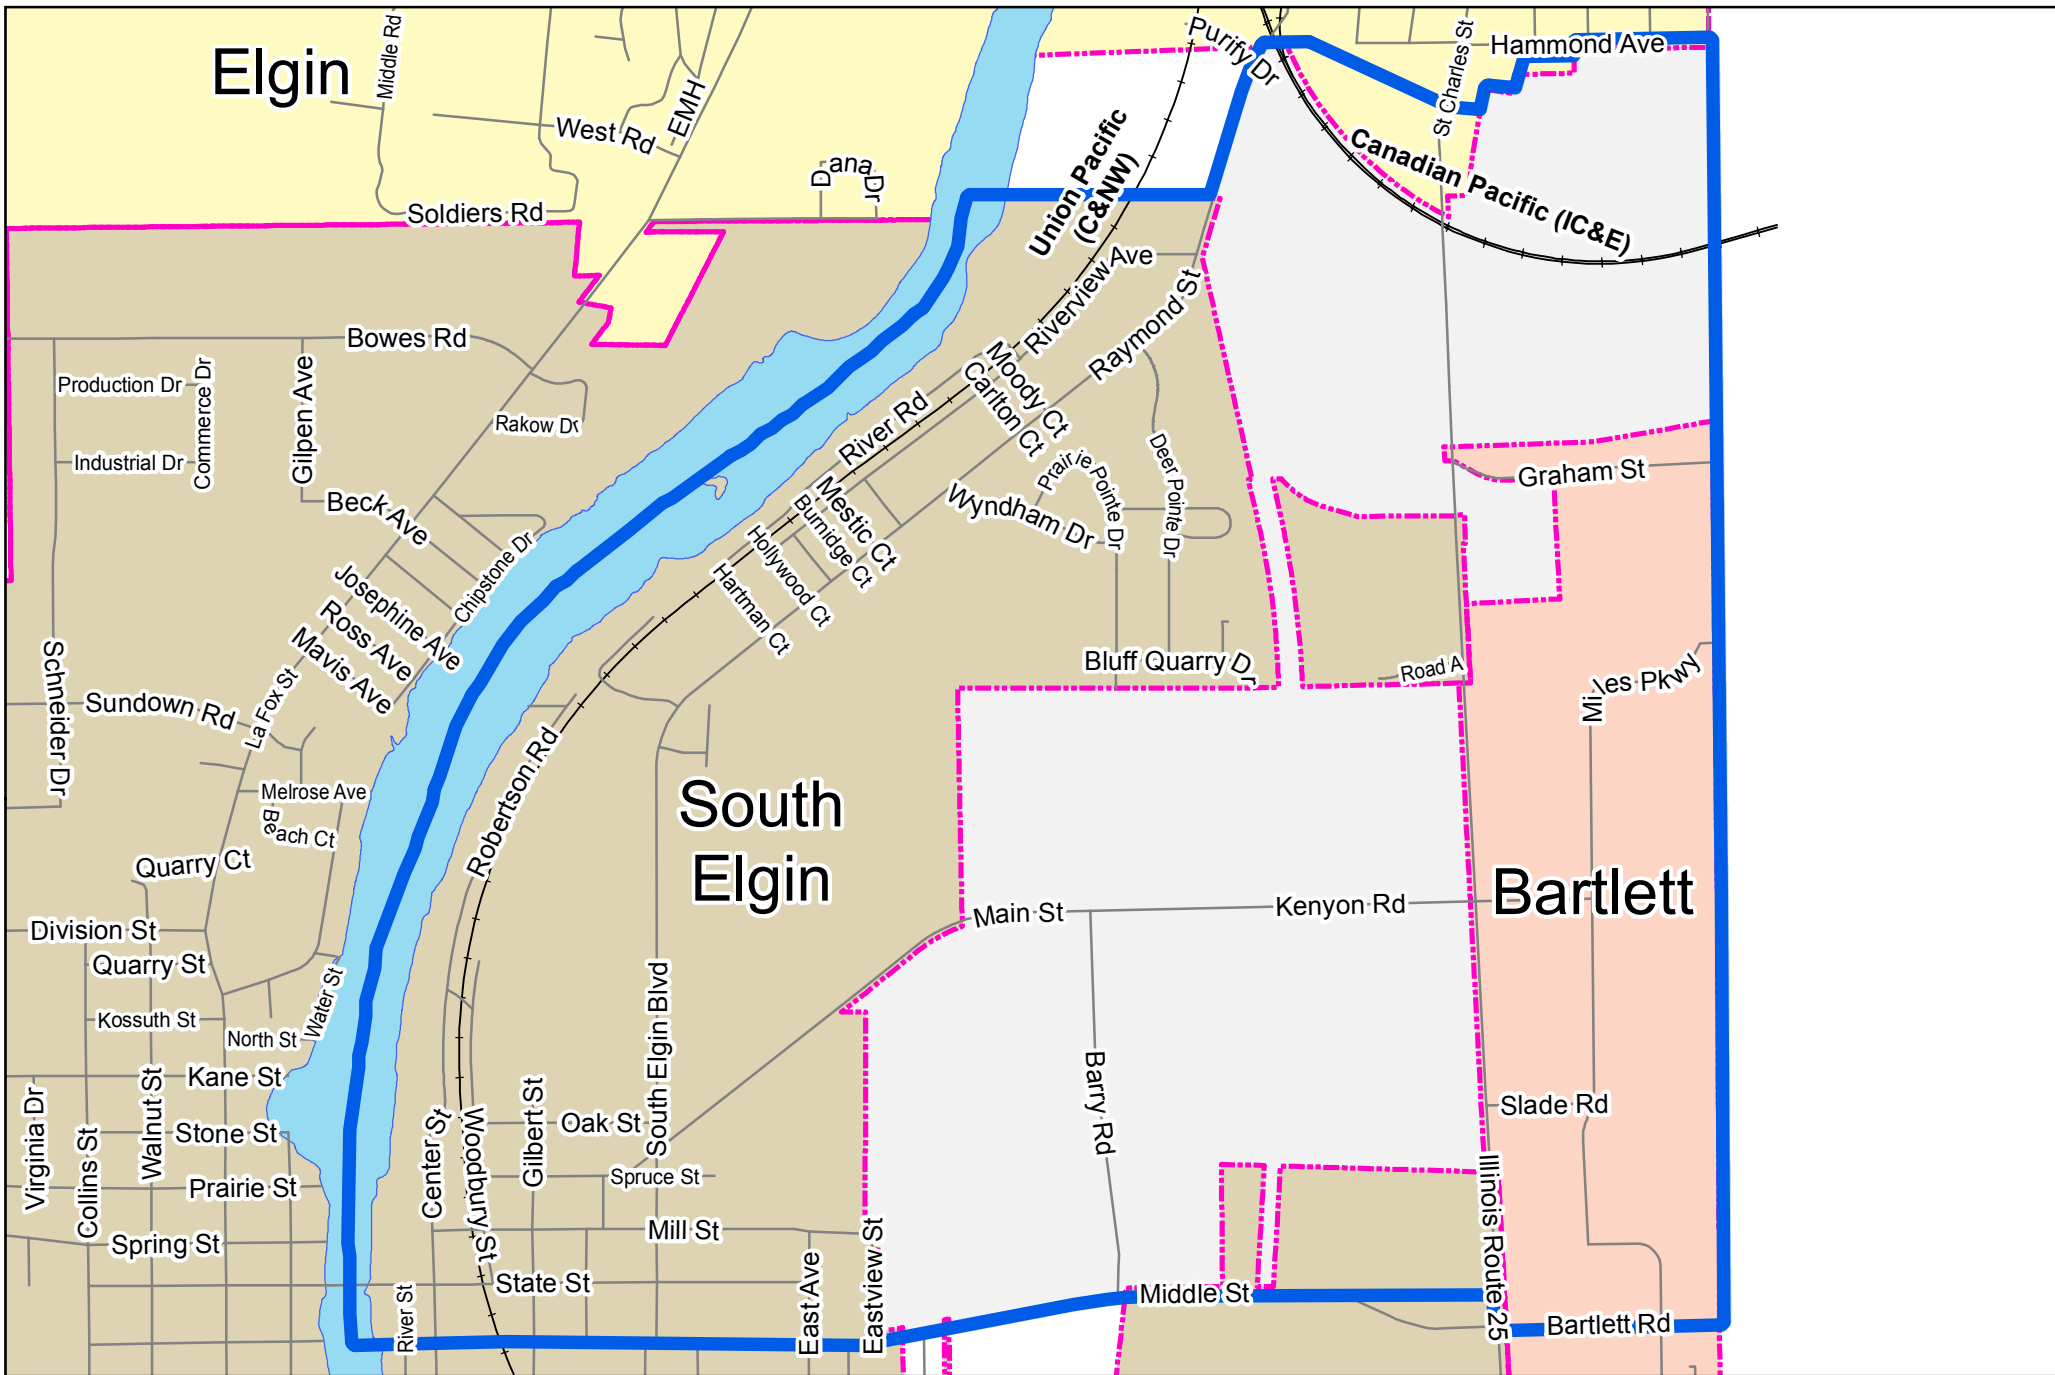 Elgin
Middle Rd
West Rd
EMH
Dana Dr
Soldiers Rd
Purify Dr
St Charles St
Hammond Ave
Union Pacific
(C&NW)
Canadian Pacific (IC&E)
Riverview Ave
Raymond St
Bowes Rd
Production Dr
Commerce Dr
Gilpen Ave
Rakow Dr
Industrial Dr
Beck Ave
Chipstone Dr
River Rd
Moody Ct
Carlton Ct
Prairie Pointe Dr
Deer Pointe Dr
Wyndham Dr
Mestic Ct
Burnidge Ct
Hollywood Ct
Hartman Ct
Graham St
Josephine Ave
Ross Ave
Mavis Ave
Schneider Dr
Sundown Rd
La Fox St
Bluff Quarry Dr
Road A
Miles Pkwy
Melrose Ave
Beach Ct
Robertson Rd
South
Elgin
Quarry Ct
Bartlett
Main St
Kenyon Rd
Division St
Quarry St
Water St
Kossuth St
North St
South Elgin Blvd
Kane St
Virginia Dr
Collins St
Walnut St
Stone St
Prairie St
Spring St
Center St
Woodbury St
Gilbert St
Oak St
Spruce St
Barry Rd
Slade Rd
Mill St
State St
River St
East Ave
Eastview St
Middle St
Illinois Route 25
Bartlett Rd